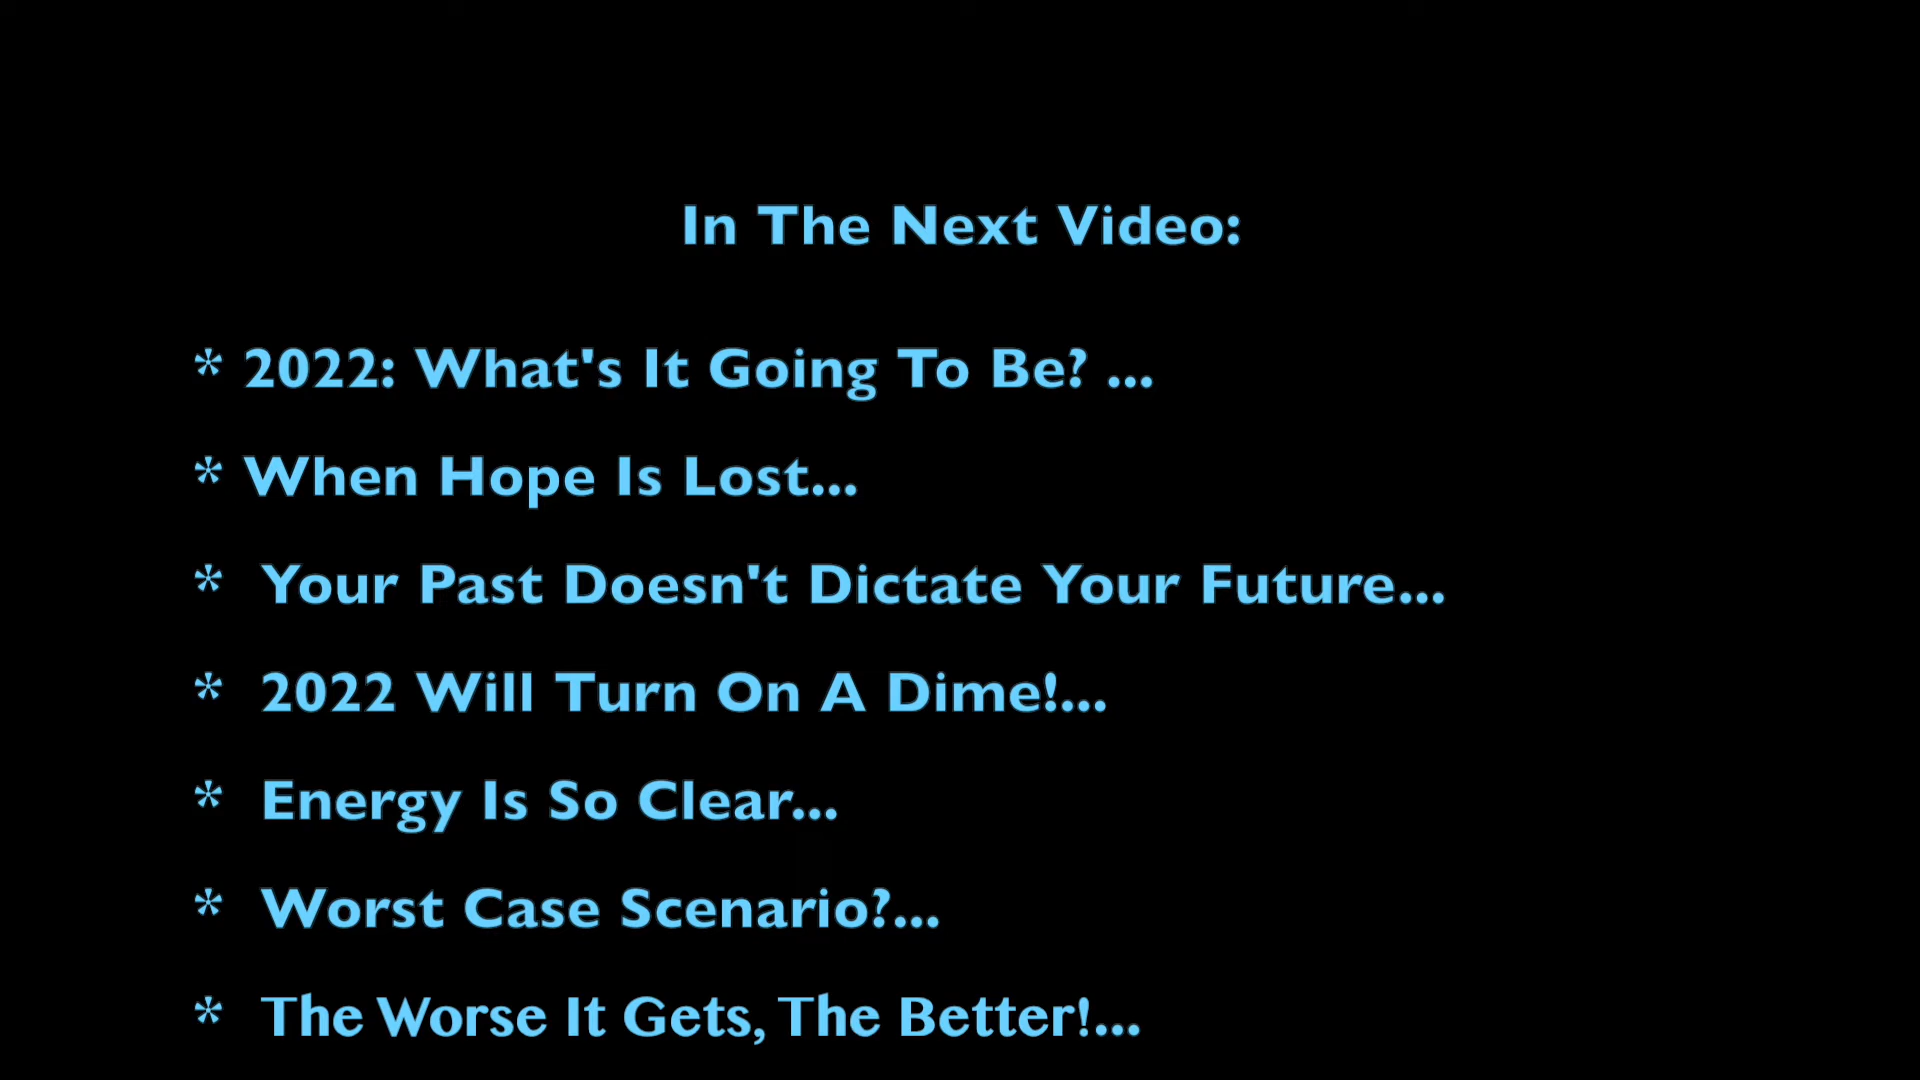 In The Next Video:
* 2022: What's It Going To Be? ...
* When Hope Is Lost...
* Your Past Doesn't Dictate Your Future...
* 2022 Will Turn On A Dime!...
* Energy Is So Clear...
* Worst Case Scenario?...
* The Worse It Gets, The Better!...